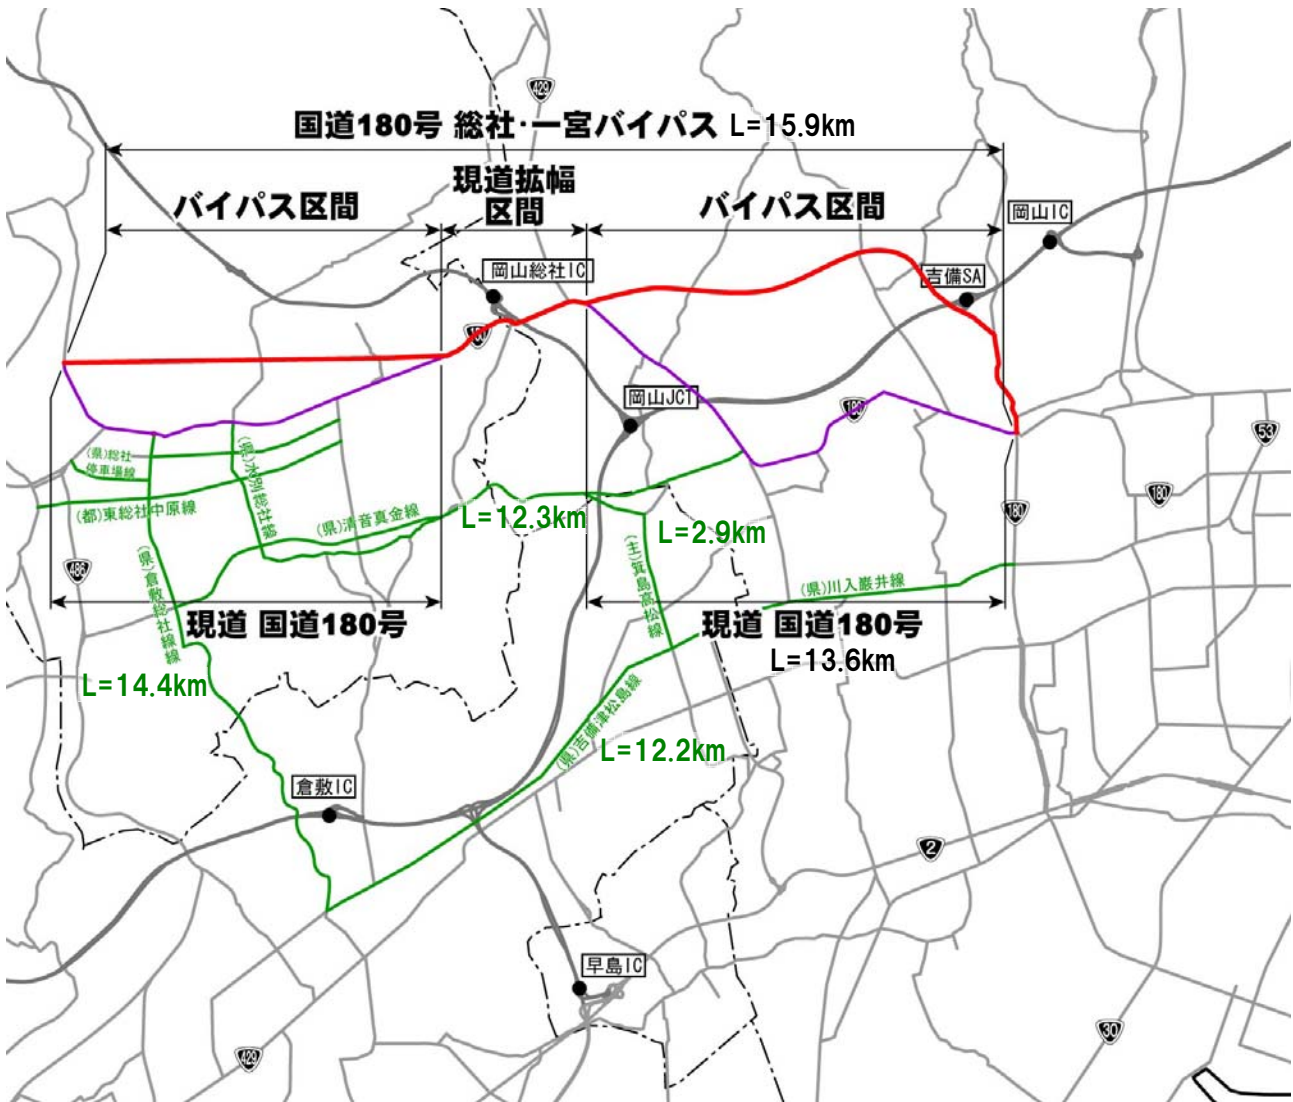 429
国道180号 総社・一宮バイパス L=15.9km
現道拡幅
区間
バイパス区間
バイパス区間
岡山IC
岡山総社IC
吉備SA
180
岡山JCT
180
53
(県)総社
停車場線
(県)水別総社線
180
(都)東総社中原線
(県)清音真金線
L=12.3km
180
L=2.9km
486
(県)倉敷総社線線
(主)箕島高松線
(県)川入巌井線
現道 国道180号
現道 国道180号
L=13.6km
L=14.4km
(県)吉備津松島線
L=12.2km
倉敷IC
2
早島IC
429
30